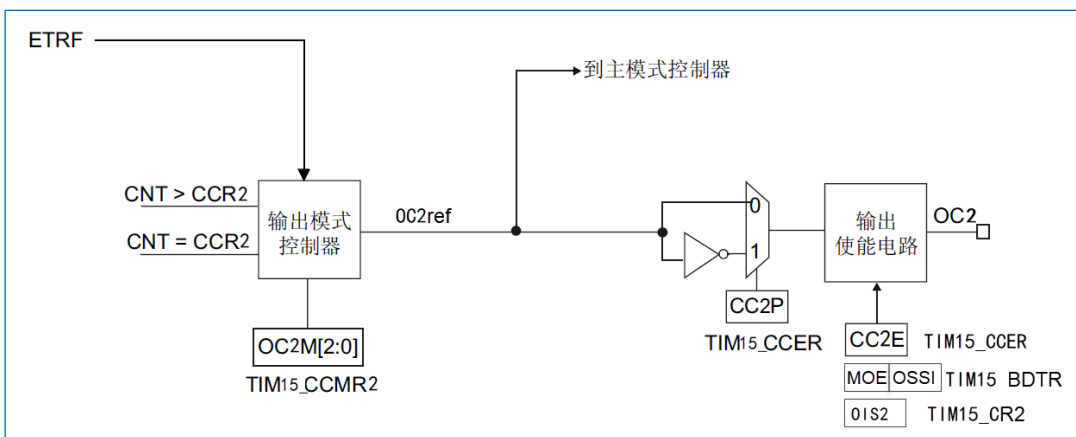 ETRF
到主模式控制器
CNT > CCR2
CNT = CCR2
输出模式
控制器
OC2ref
OC2M[2:0]
TIM15_CCMR2
0
1
CC2P
TIM15_CCER
输出
使能电路
OC2
CC2E TIM15_CCER
MOE OSSI TIM15 BDTR
OIS2 TIM15_CR2